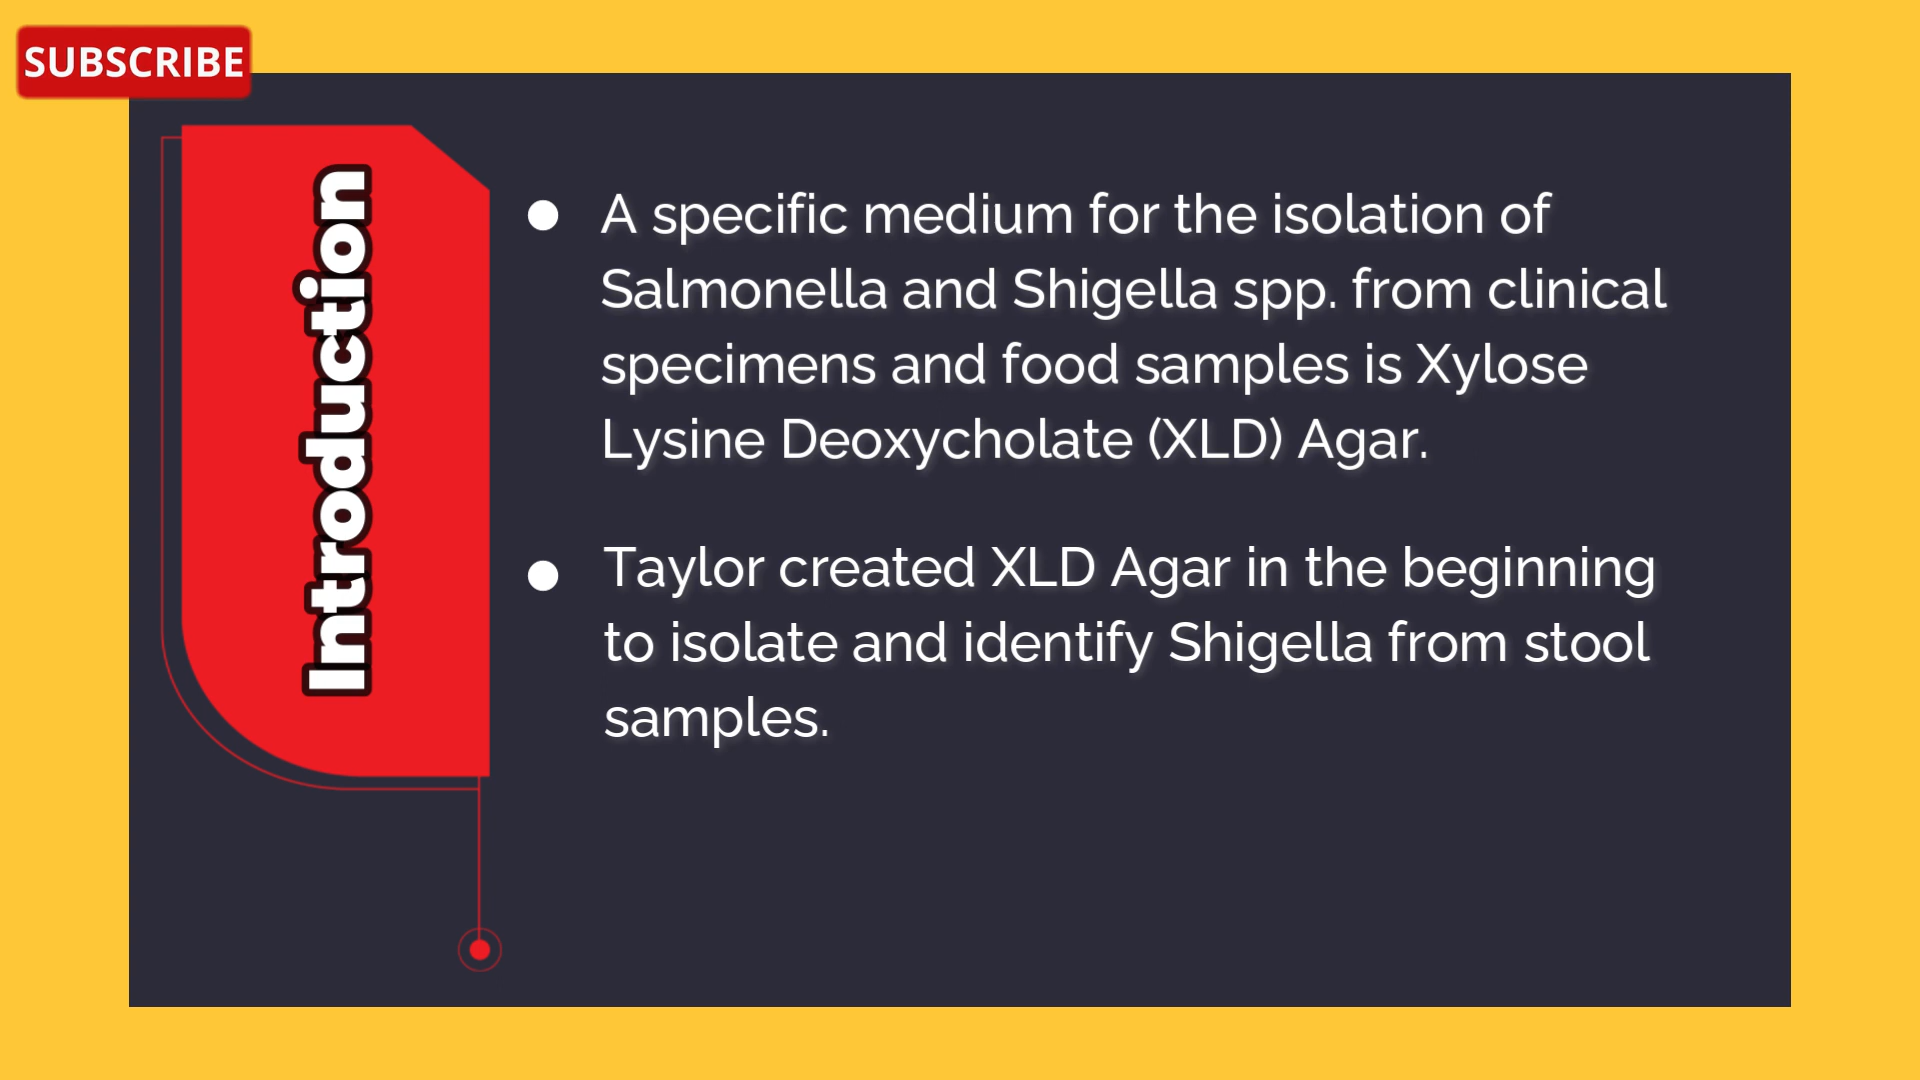 SUBSCRIBE
Introduction
● A specific medium for the isolation of
Salmonella and Shigella spp. from clinical
specimens and food samples is Xylose
Lysine Deoxycholate (XLD) Agar.
● Taylor created XLD Agar in the beginning
to isolate and identify Shigella from stool
samples.